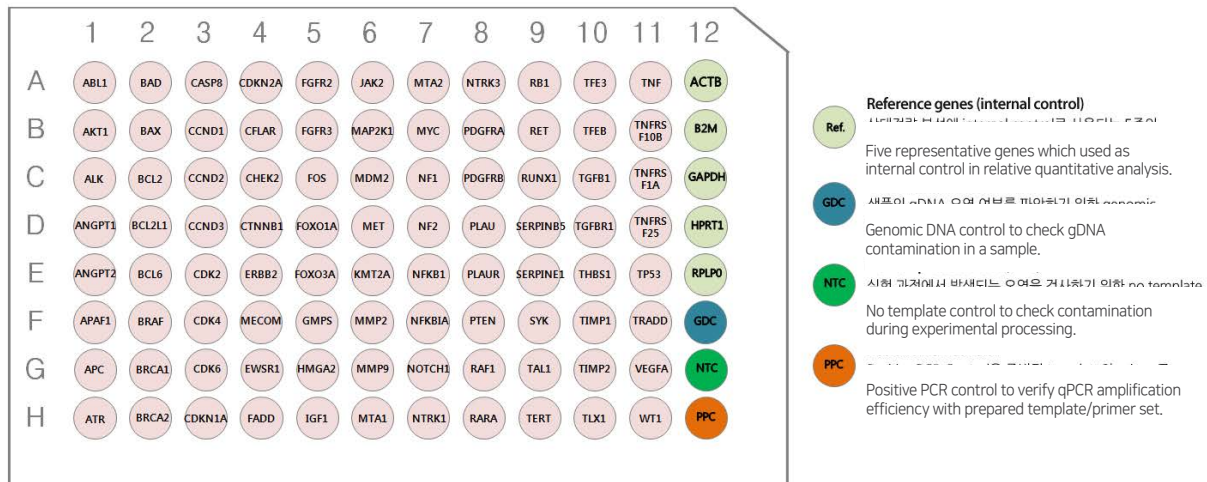 1 2 3 4 5 6 7 8 9 10 11 12
A ABL1 BAD CASP8 CDKN2A FGFR2 JAK2 MTA2 NTRK3 RB1 TFE3 TNF ACTB
B AKT1 BAX CCND1 CFLAR FGFR3 MAP2K1 MYC PDGFRA RET TFEB TNFRS F10B B2M
C ALK BCL2 CCND2 CHEK2 FOS MDM2 NF1 PDGFRB RUNX1 TGFB1 TNFRS F1A GAPDH
D ANGPT1 BCL2L1 CCND3 CTNNB1 FOXO1A MET NF2 PLAU SERPINB5 TGFBR1 TNFRS F25 HPRT1
E ANGPT2 BCL6 CDK2 ERBB2 FOXO3A KMT2A NFKB1 PLAUR SERPINE1 THBS1 TP53 RPLP0
F APAF1 BRAF CDK4 MECOM GMPS MMP2 NFKBIA PTEN SYK TIMP1 TRADD GDC
G APC BRCA1 CDK6 EWSR1 HMGA2 MMP9 NOTCH1 RAF1 TAL1 TIMP2 VEGFA NTC
H ATR BRCA2 CDKN1A FADD IGF1 MTA1 NTRK1 RARA TERT TLX1 WT1 PPC
Reference genes (internal control)
Ref.
Five representative genes which used as
internal control in relative quantitative analysis.
GDC
Genomic DNA control to check gDNA
contamination in a sample.
NTC
No template control to check contamination
during experimental processing.
PPC
Positive PCR control to verify qPCR amplification
efficiency with prepared template/primer set.